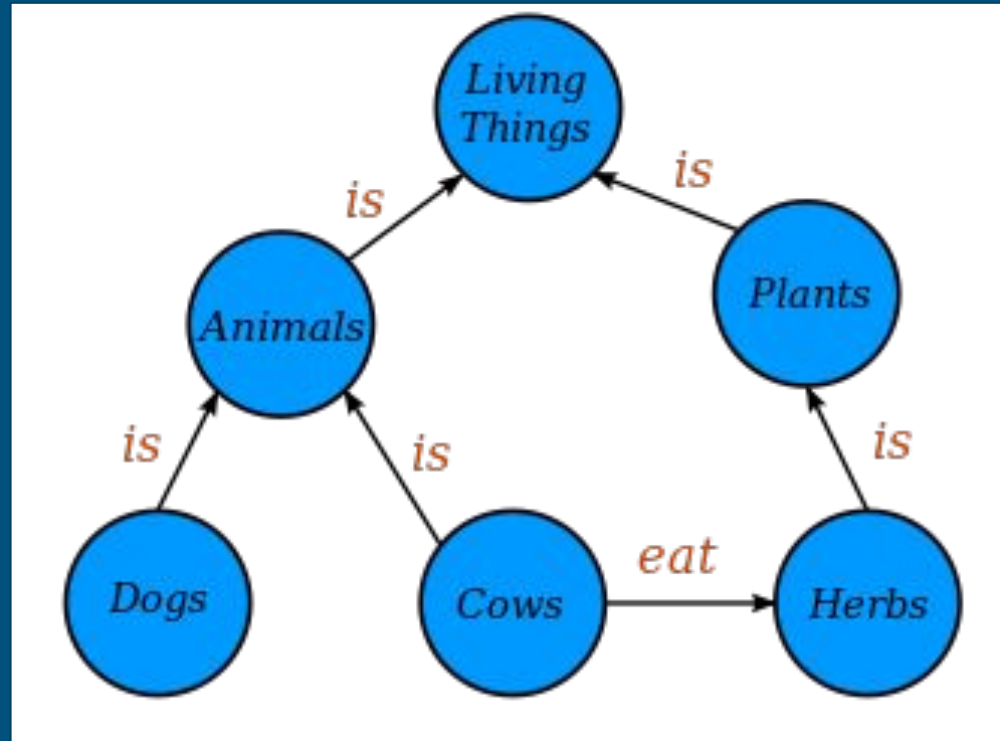 Living
Things
is
is
Animals
Plants
is
is
is
Dogs
Cows
eat
Herbs